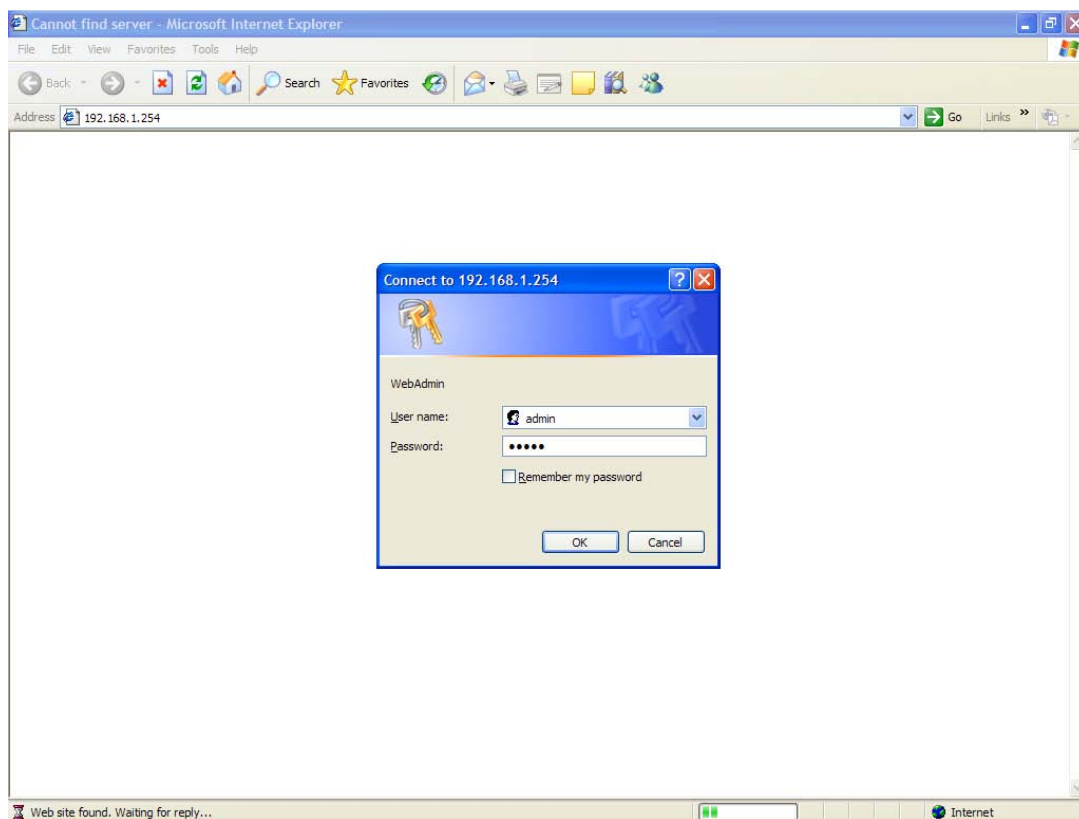 Cannot find server - Microsoft Internet Explorer
File Edit View Favorites Tools Help
Back Search Favorites
Address 192.168.1.254 Go Links »
Connect to 192.168.1.254
WebAdmin
User name: admin
Password: •••••
Remember my password
OK Cancel
Web site found. Waiting for reply... Internet